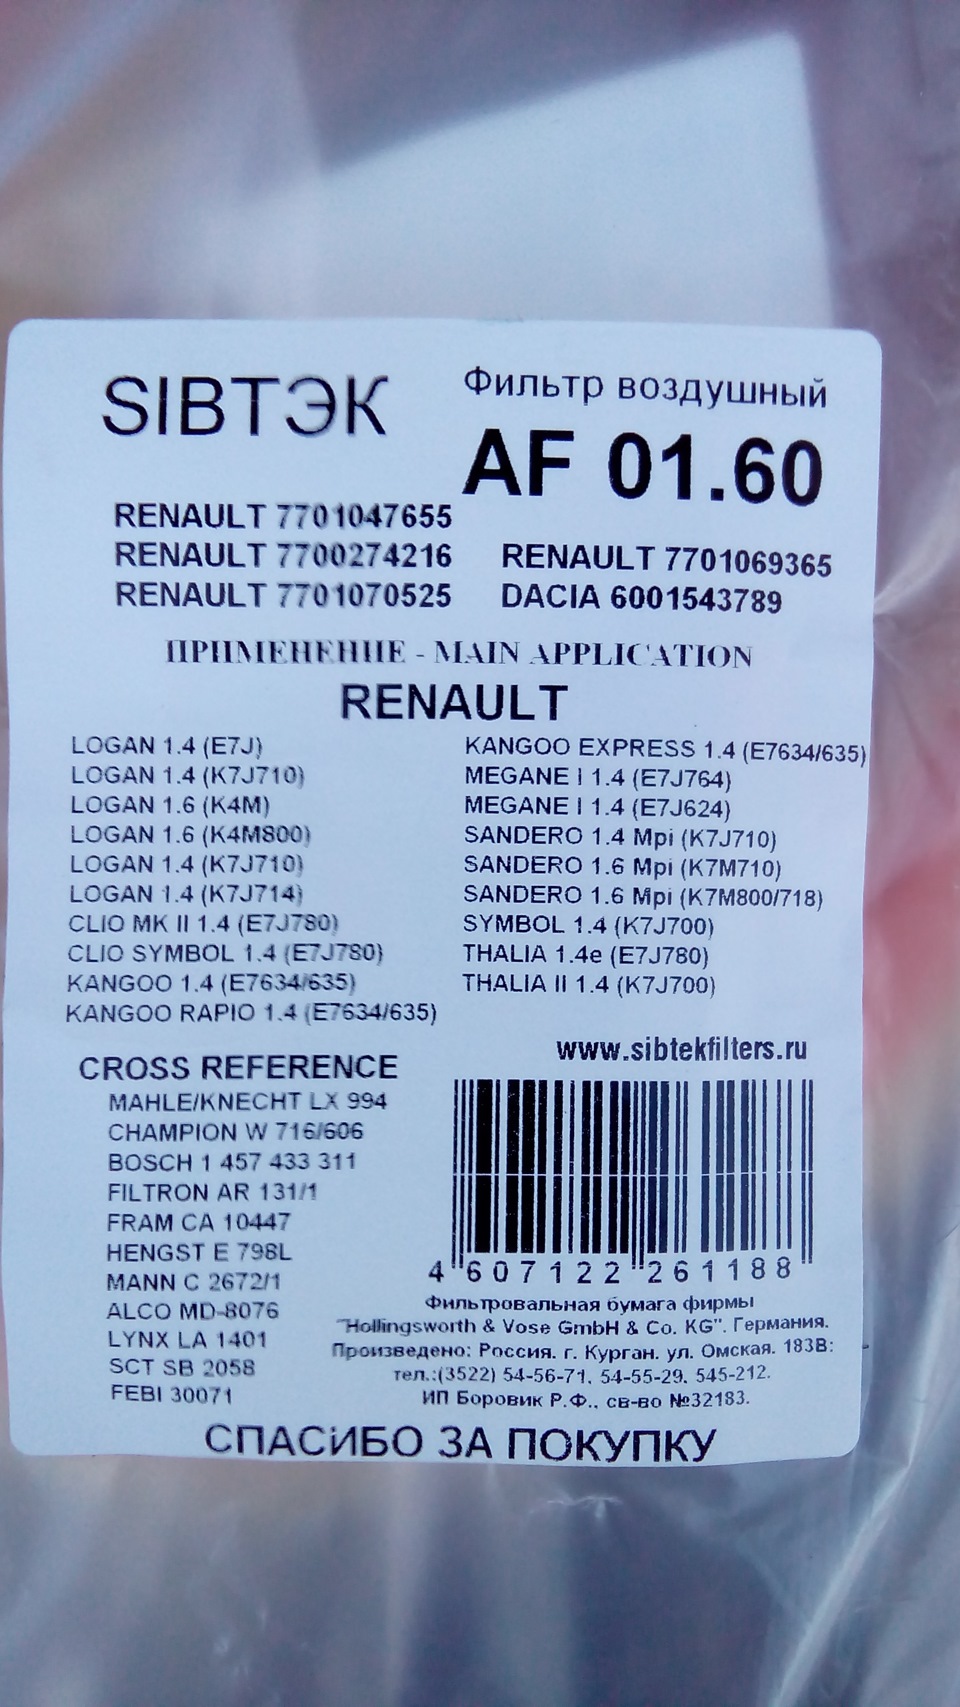 SIBTЭК
Фильтр воздушный
AF 01.60
RENAULT 7701047655
RENAULT 7700274216
RENAULT 7701069365
RENAULT 7701070525
DACIA 6001543789
ПРИМЕНЕНИЕ - MAIN APPLICATION
RENAULT
LOGAN 1.4 (E7J)
LOGAN 1.4 (K7J710)
LOGAN 1.6 (K4M)
LOGAN 1.6 (K4M800)
LOGAN 1.4 (K7J710)
LOGAN 1.4 (K7J714)
CLIO MK II 1.4 (E7J780)
CLIO SYMBOL 1.4 (E7J780)
KANGOO 1.4 (E7634/635)
KANGOO RAPIO 1.4 (E7634/635)
KANGOO EXPRESS 1.4 (E7634/635)
MEGANE I 1.4 (E7J764)
MEGANE I 1.4 (E7J624)
SANDERO 1.4 Mpi (K7J710)
SANDERO 1.6 Mpi (K7M710)
SANDERO 1.6 Mpi (K7M800/718)
SYMBOL 1.4 (K7J700)
THALIA 1.4e (E7J780)
THALIA II 1.4 (K7J700)
CROSS REFERENCE
MAHLE/KNECHT LX 994
CHAMPION W 716/606
BOSCH 1 457 433 311
FILTRON AR 131/1
FRAM CA 10447
HENGST E 798L
MANN C 2672/1
ALCO MD-8076
LYNX LA 1401
SCT SB 2058
FEBI 30071
www.sibtekfilters.ru
4 607122 261188
Фильтровальная бумага фирмы
"Hollingsworth & Vose GmbH & Co. KG". Германия.
Произведено: Россия. г. Курган. ул. Омская. 183В:
тел.:(3522) 54-56-71, 54-55-29, 545-212.
ИП Боровик Р.Ф., св-во №32183.
СПАСИБО ЗА ПОКУПКУ